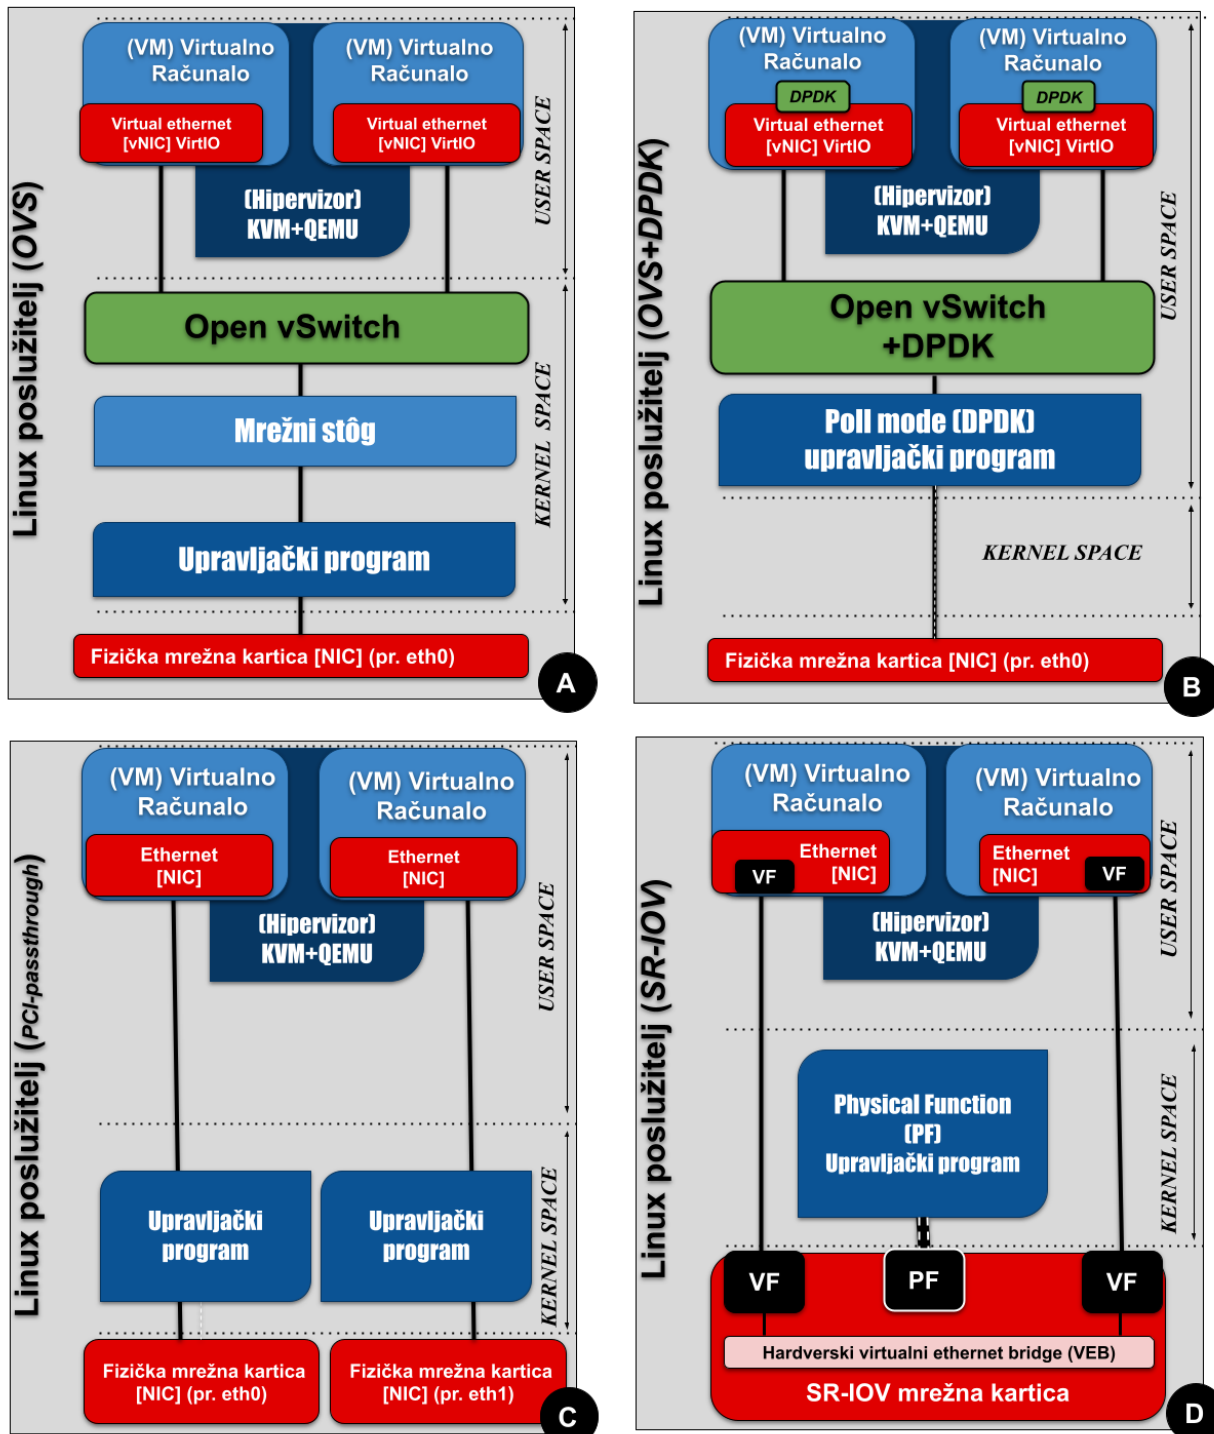 Linux poslužitelj (OVS)
(VM) Virtualno
Računalo
(VM) Virtualno
Računalo
Virtual ethernet
[vNIC] VirtIO
Virtual ethernet
[vNIC] VirtIO
(Hipervizor)
KVM+QEMU
USER SPACE
Open vSwitch
Mrežni stôg
Upravljački program
KERNEL SPACE
Fizička mrežna kartica [NIC] (pr. eth0)
A
Linux poslužitelj (OVS+DPDK)
(VM) Virtualno
Računalo
(VM) Virtualno
Računalo
DPDK
DPDK
Virtual ethernet
[vNIC] VirtIO
Virtual ethernet
[vNIC] VirtIO
(Hipervizor)
KVM+QEMU
USER SPACE
Open vSwitch
+DPDK
Poll mode (DPDK)
upravljački program
KERNEL SPACE
Fizička mrežna kartica [NIC] (pr. eth0)
B
Linux poslužitelj (PCI-passthrough)
(VM) Virtualno
Računalo
(VM) Virtualno
Računalo
Ethernet
[NIC]
Ethernet
[NIC]
(Hipervizor)
KVM+QEMU
USER SPACE
Upravljački
program
Upravljački
program
KERNEL SPACE
Fizička mrežna kartica
[NIC] (pr. eth0)
Fizička mrežna kartica
[NIC] (pr. eth1)
C
Linux poslužitelj (SR-IOV)
(VM) Virtualno
Računalo
(VM) Virtualno
Računalo
Ethernet
[NIC]
VF
Ethernet
[NIC]
VF
(Hipervizor)
KVM+QEMU
USER SPACE
Physical Function
(PF)
Upravljački program
KERNEL SPACE
VF
PF
VF
Hardverski virtualni ethernet bridge (VEB)
SR-IOV mrežna kartica
D